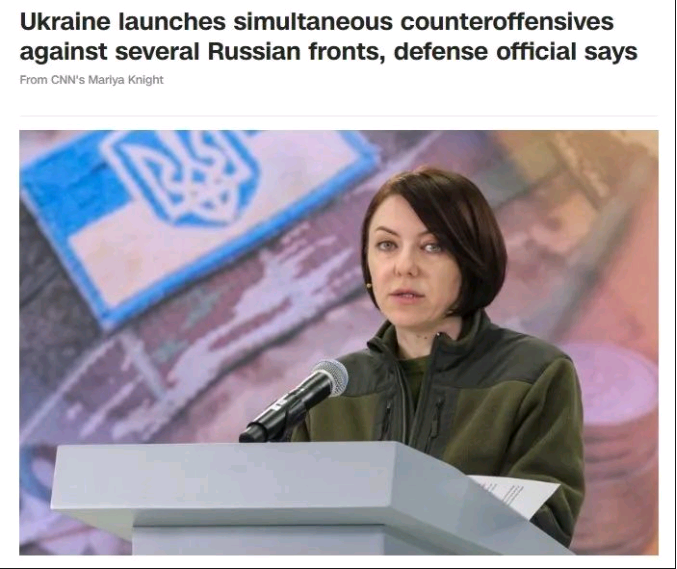 Ukraine launches simultaneous counteroffensives
against several Russian fronts, defense official says
From CNN's Mariya Knight